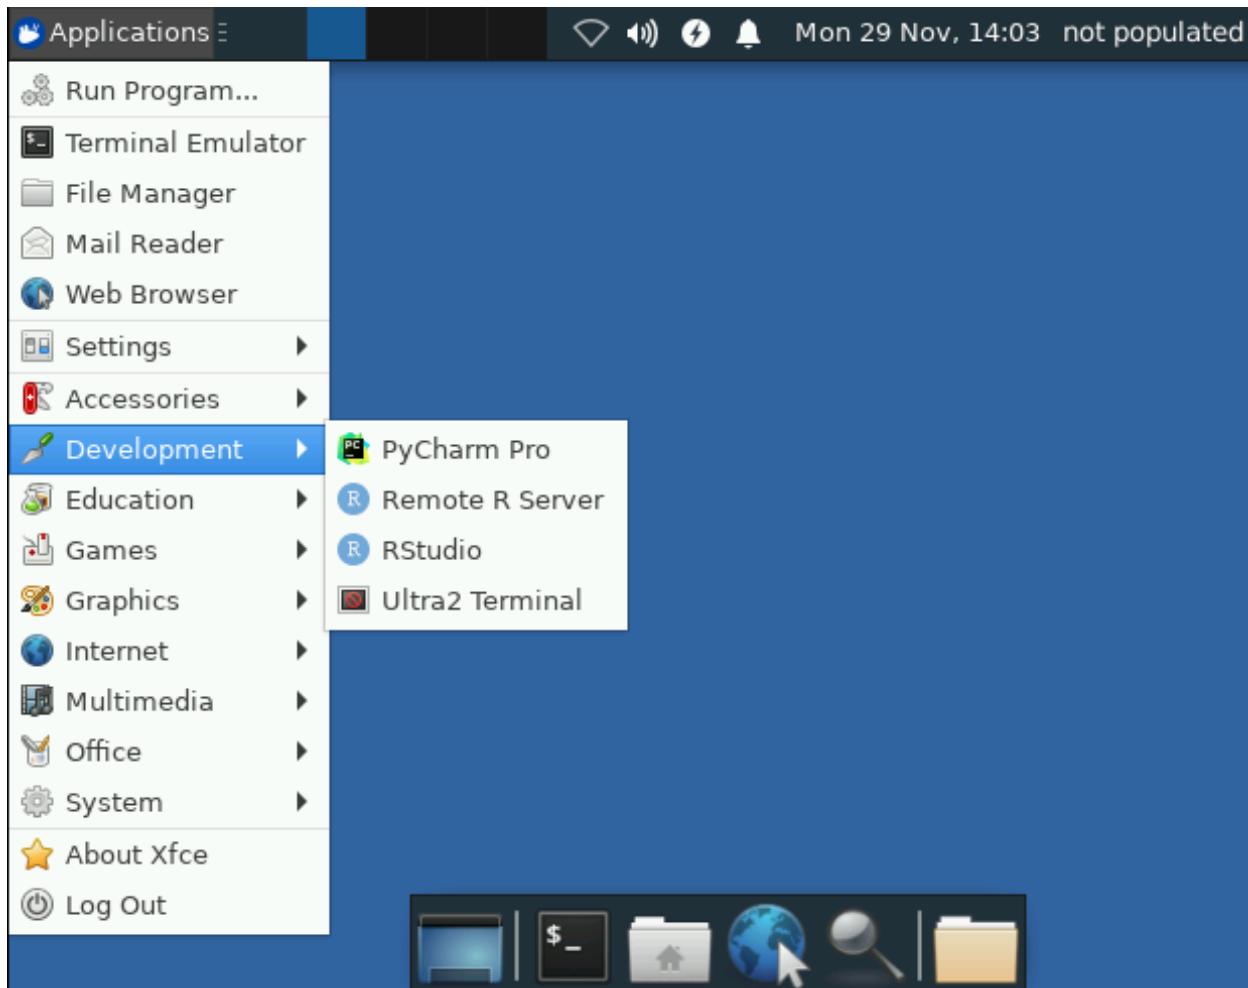 Applications
Mon 29 Nov, 14:03 not populated
Run Program...
Terminal Emulator
File Manager
Mail Reader
Web Browser
Settings
Accessories
Development
PyCharm Pro
Education
Remote R Server
Games
RStudio
Graphics
Ultra2 Terminal
Internet
Multimedia
Office
System
About Xfce
Log Out